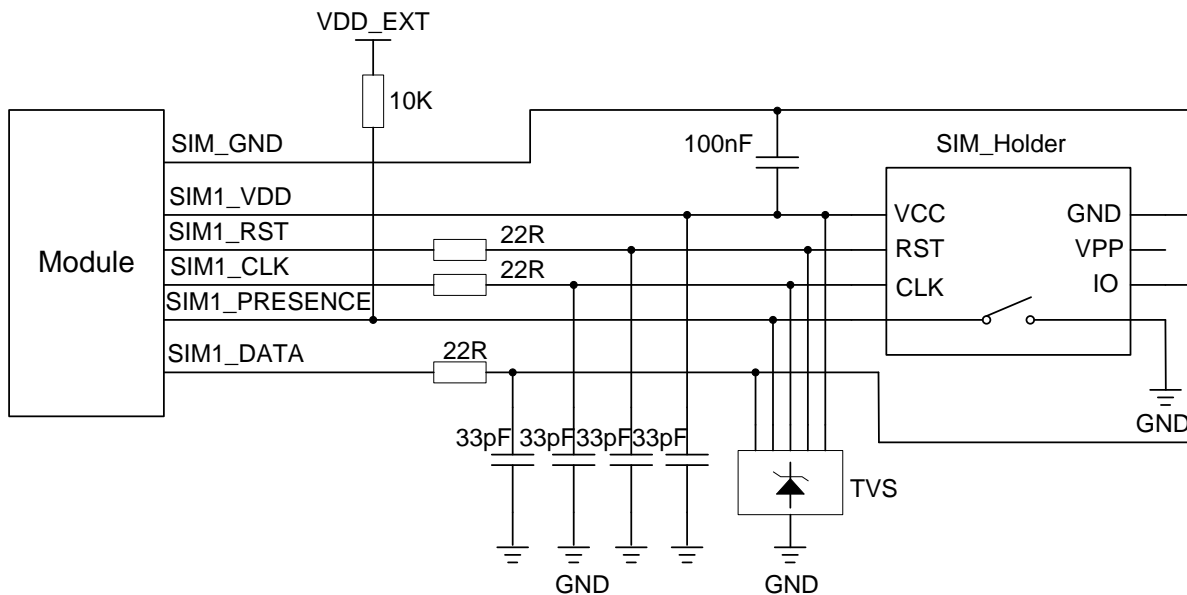 VDD_EXT
10K
SIM_GND
100nF
SIM_Holder
SIM1_VDD
VCC
GND
SIM1_RST
22R
RST
VPP
Module
SIM1_CLK
22R
CLK
IO
SIM1_PRESENCE
SIM1_DATA
22R
GND
33pF 33pF 33pF 33pF
TVS
GND
GND